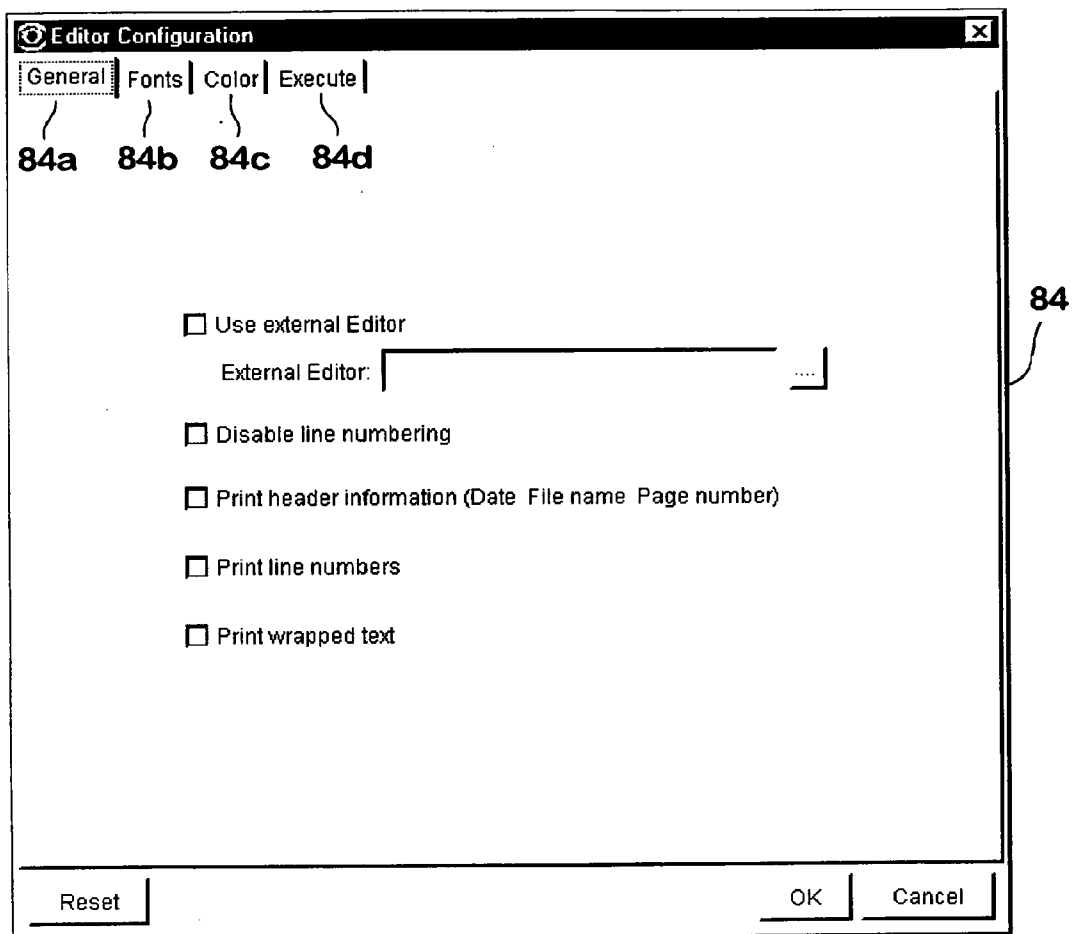 Editor Configuration
General Fonts Color Execute
84a 84b 84c 84d
84
Use external Editor
External Editor: ....
Disable line numbering
Print header information (Date File name Page number)
Print line numbers
Print wrapped text
Reset OK Cancel